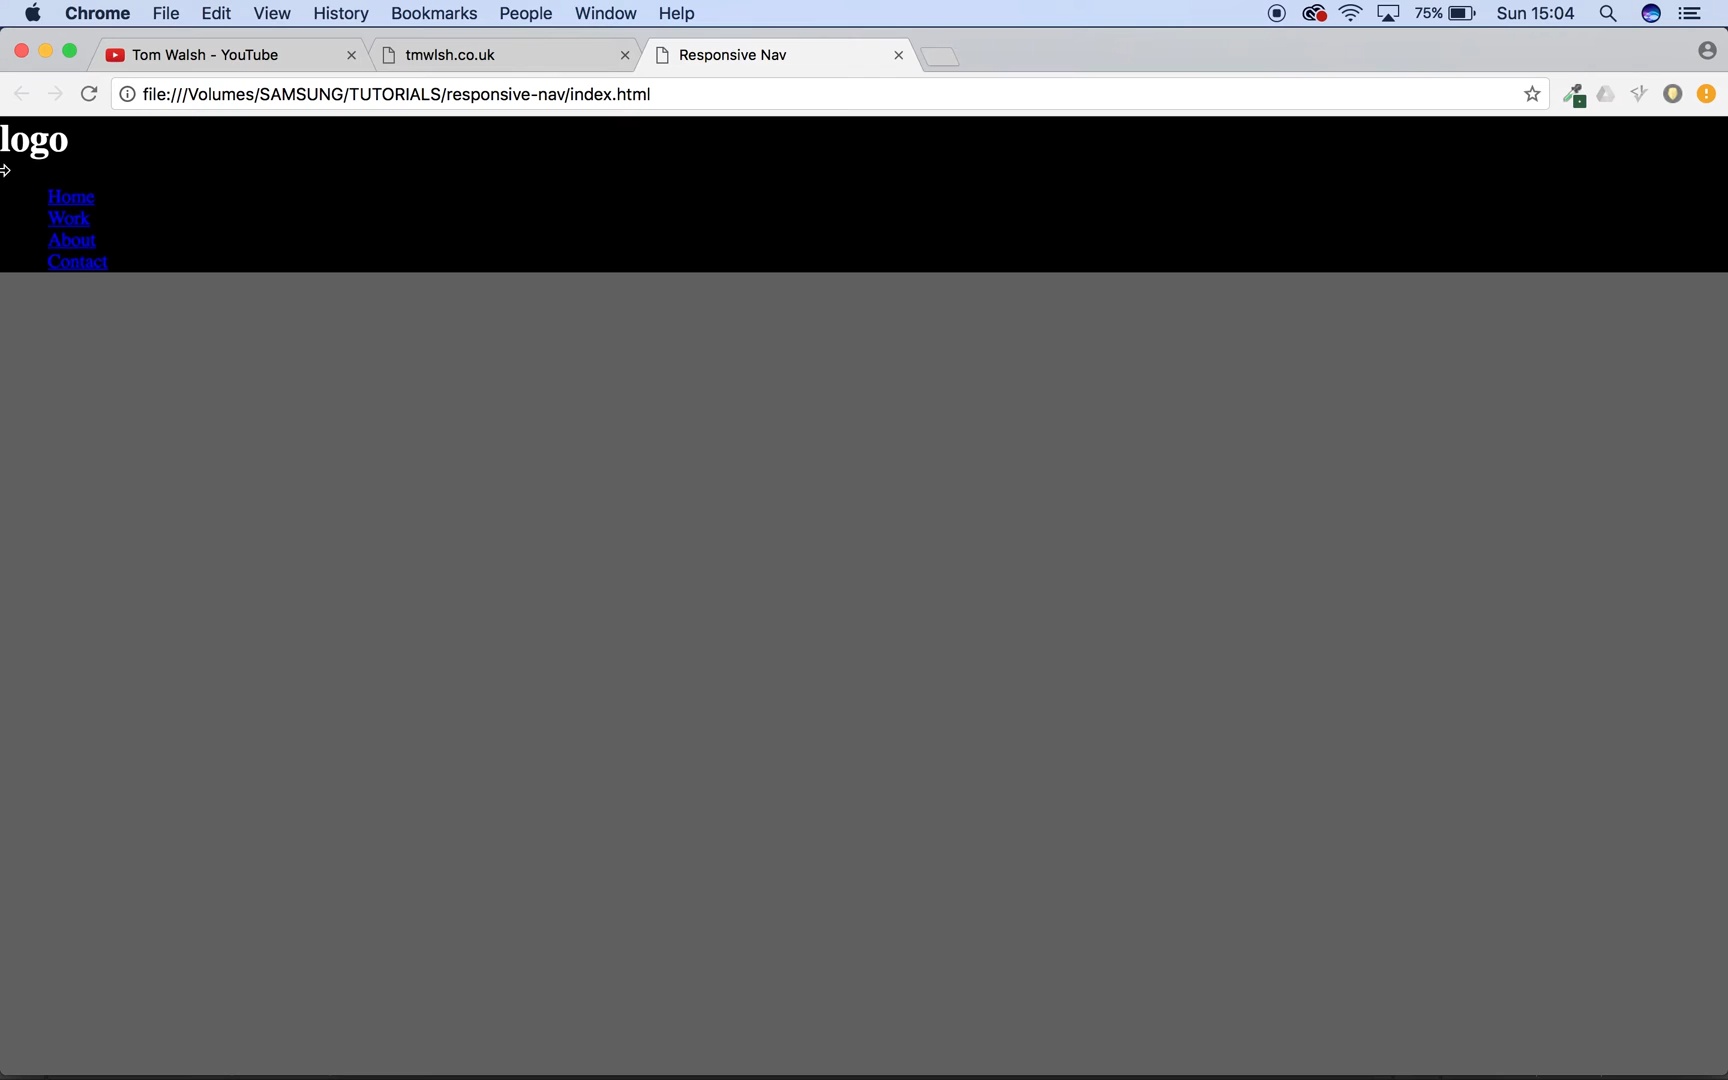 Chrome File Edit View History Bookmarks People Window Help 75% Sun 15:04
Tom Walsh - YouTube tmwlsh.co.uk Responsive Nav
file:///Volumes/SAMSUNG/TUTORIALS/responsive-nav/index.html
logo
Home
Work
About
Contact